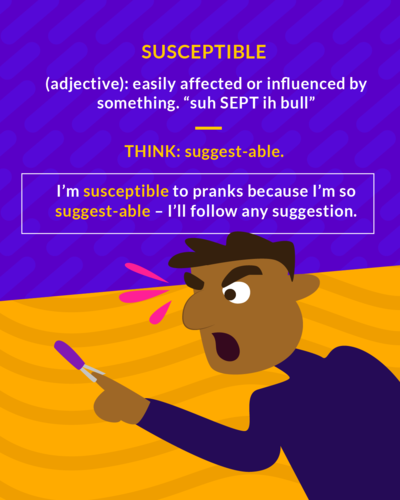 SUSCEPTIBLE
(adjective): easily affected or influenced by
something. “suh SEPT ih bull”
THINK: suggest-able.
I’m susceptible to pranks because I’m so
suggest-able – I’ll follow any suggestion.